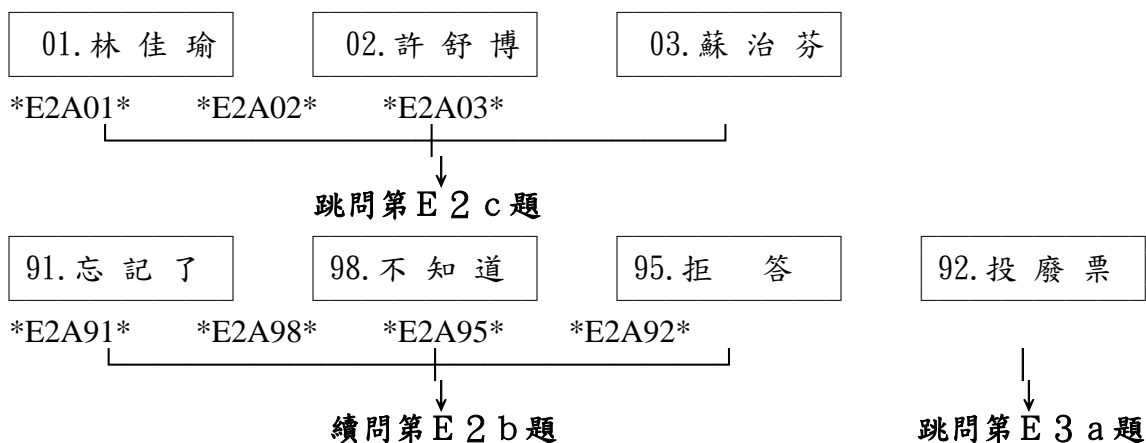 01.林 佳 瑜 02.許 舒 博 03.蘇 治 芬
*E2A01* *E2A02* *E2A03*
跳問第Ｅ２ｃ題
91.忘 記 了 98.不 知 道 95.拒 答 92.投 廢 票
*E2A91* *E2A98* *E2A95* *E2A92*
續問第Ｅ２ｂ題 跳問第Ｅ３ａ題